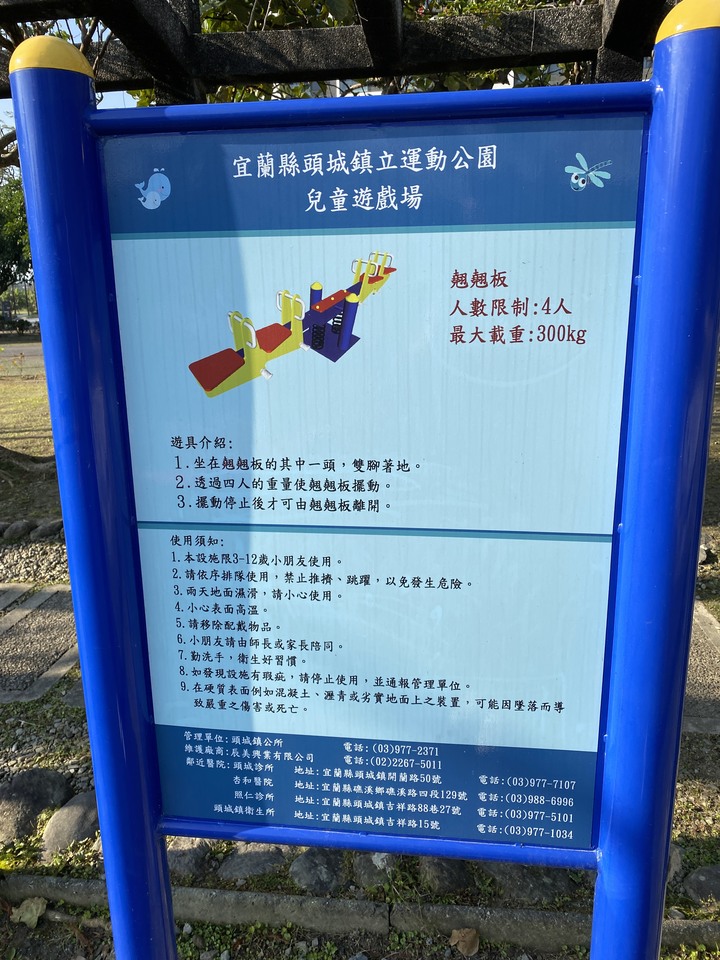 宜蘭縣頭城鎮立運動公園
兒童遊戲場
翹翹板
人數限制:4人
最大載重:300kg
遊具介紹:
1.坐在翹翹板的其中一頭，雙腳著地。
2.透過四人的重量使翹翹板擺動。
3.擺動停止後才可由翹翹板離開。
使用須知:
1.本設施限3-12歲小朋友使用。
2.請依序排隊使用，禁止推擠、跳躍，以免發生危險。
3.雨天地面濕滑，請小心使用。
4.小心表面高溫。
5.請移除配戴物品。
6.小朋友請由師長或家長陪同。
7.勤洗手，衛生好習慣。
8.如發現設施有瑕疵，請停止使用，並通報管理單位。
9.在硬質表面例如混凝土、瀝青或劣實地面上之裝置，可能因墜落而導
致嚴重之傷害或死亡。
管理單位:頭城鎮公所 電話:(03)977-2371
維護廠商:辰美興業有限公司 電話:(02)2267-5011
鄰近醫院:頭城診所 地址:宜蘭縣頭城鎮開蘭路50號 電話:(03)977-7107
杏和醫院 地址:宜蘭縣礁溪鄉礁溪路四段129號 電話:(03)988-6996
照仁診所 地址:宜蘭縣頭城鎮吉祥路88巷27號 電話:(03)977-5101
頭城鎮衛生所 地址:宜蘭縣頭城鎮吉祥路15號 電話:(03)977-1034